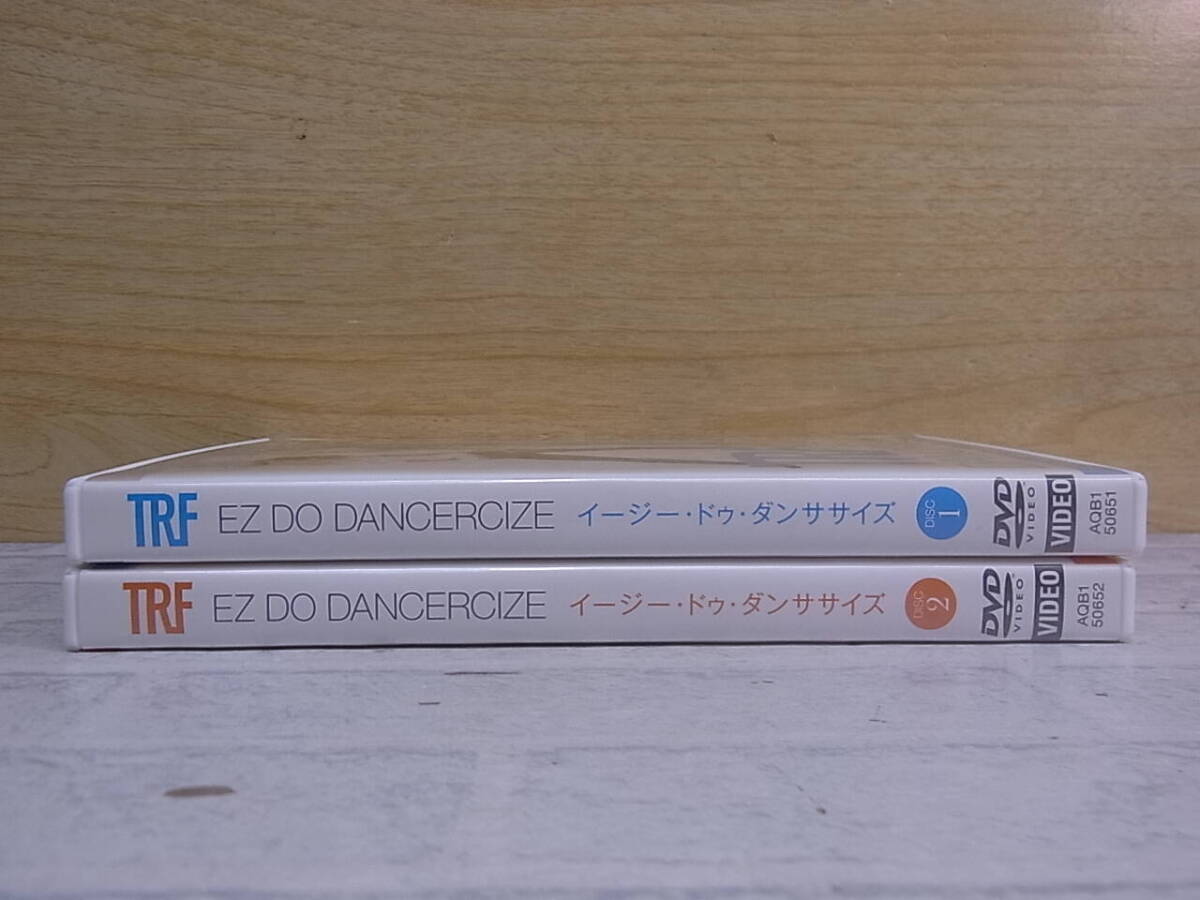 TRF EZ DO DANCERCIZE イージー・ドゥ・ダンササイズ DISC 1 DVD VIDEO VIDEO AQB1 50651
TRF EZ DO DANCERCIZE イージー・ドゥ・ダンササイズ DISC 2 DVD VIDEO VIDEO AQB1 50652